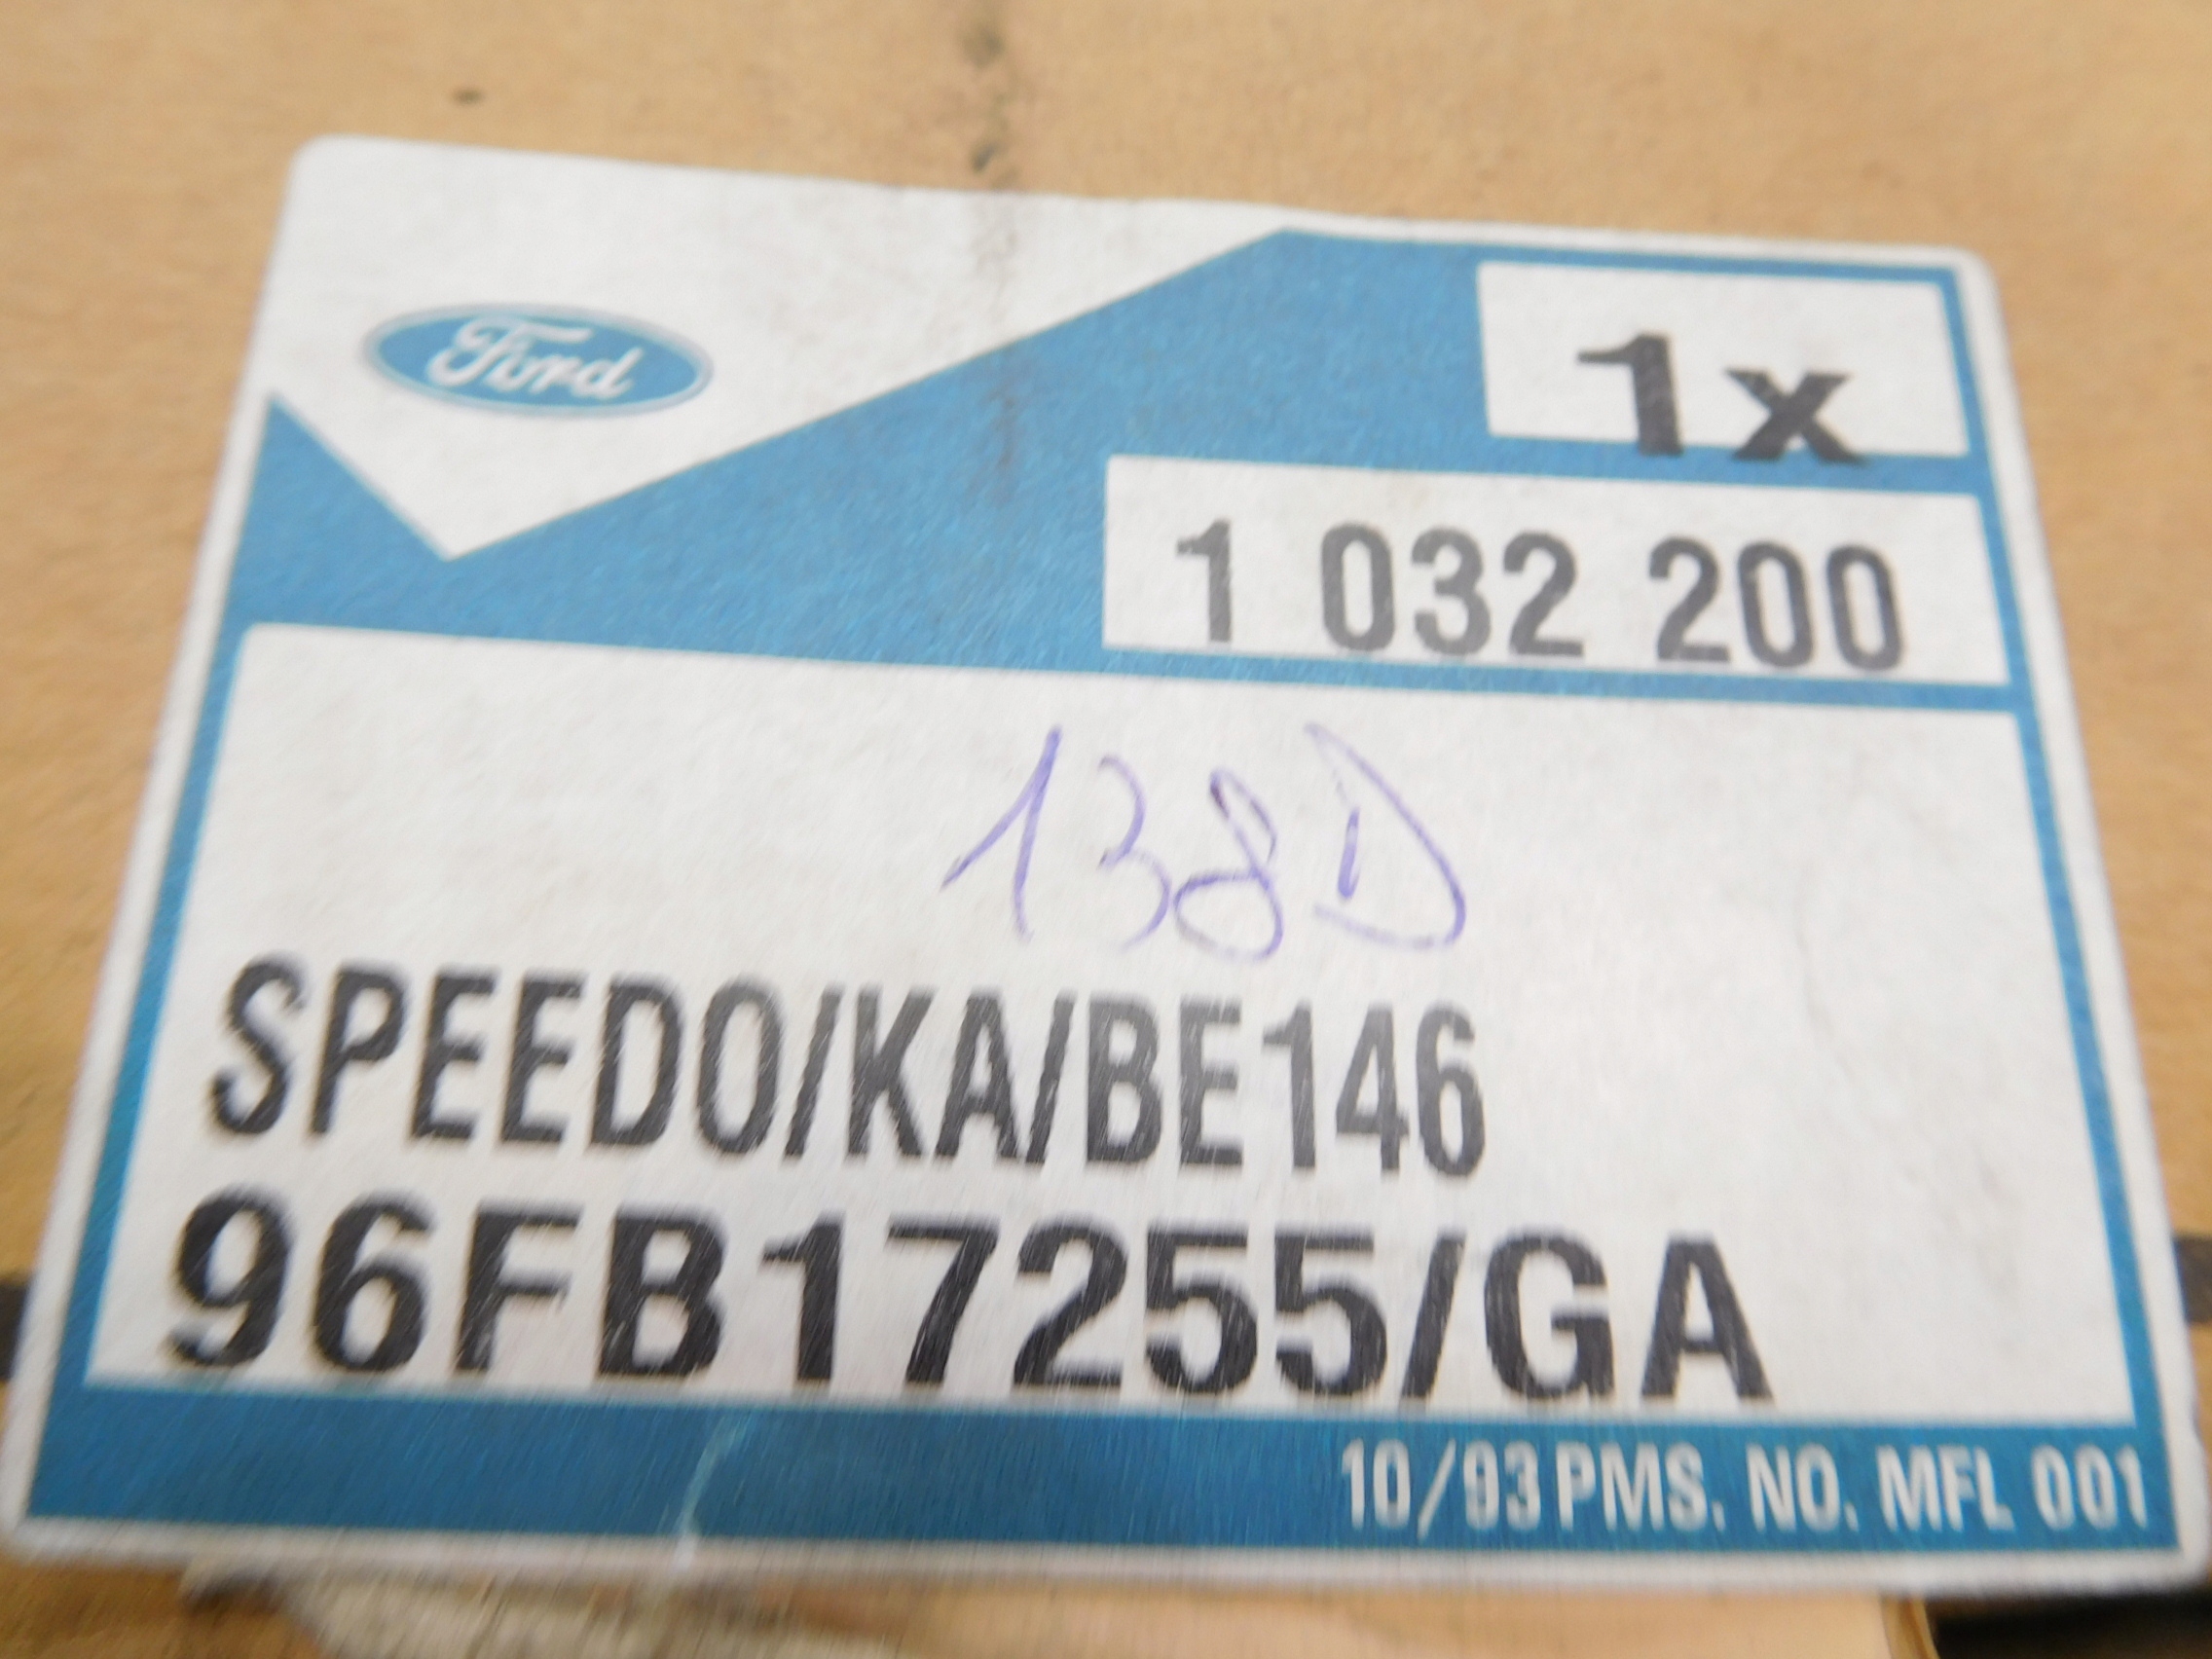 Ford
1x
1 032 200
138D
SPEEDO/KA/BE146
96FB17255/GA
10/93 PMS. NO. MFL 001